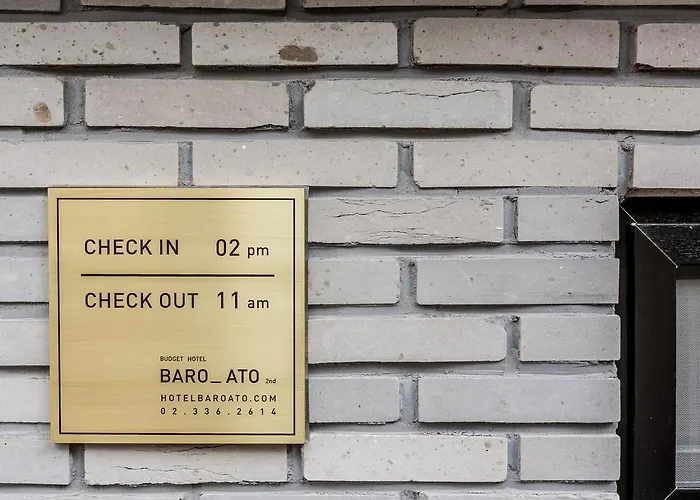 CHECK IN 02 pm
CHECK OUT 11 am
BUDGET HOTEL
BARO_ ATO 2nd
HOTELBAROATO.COM
02.336.2614